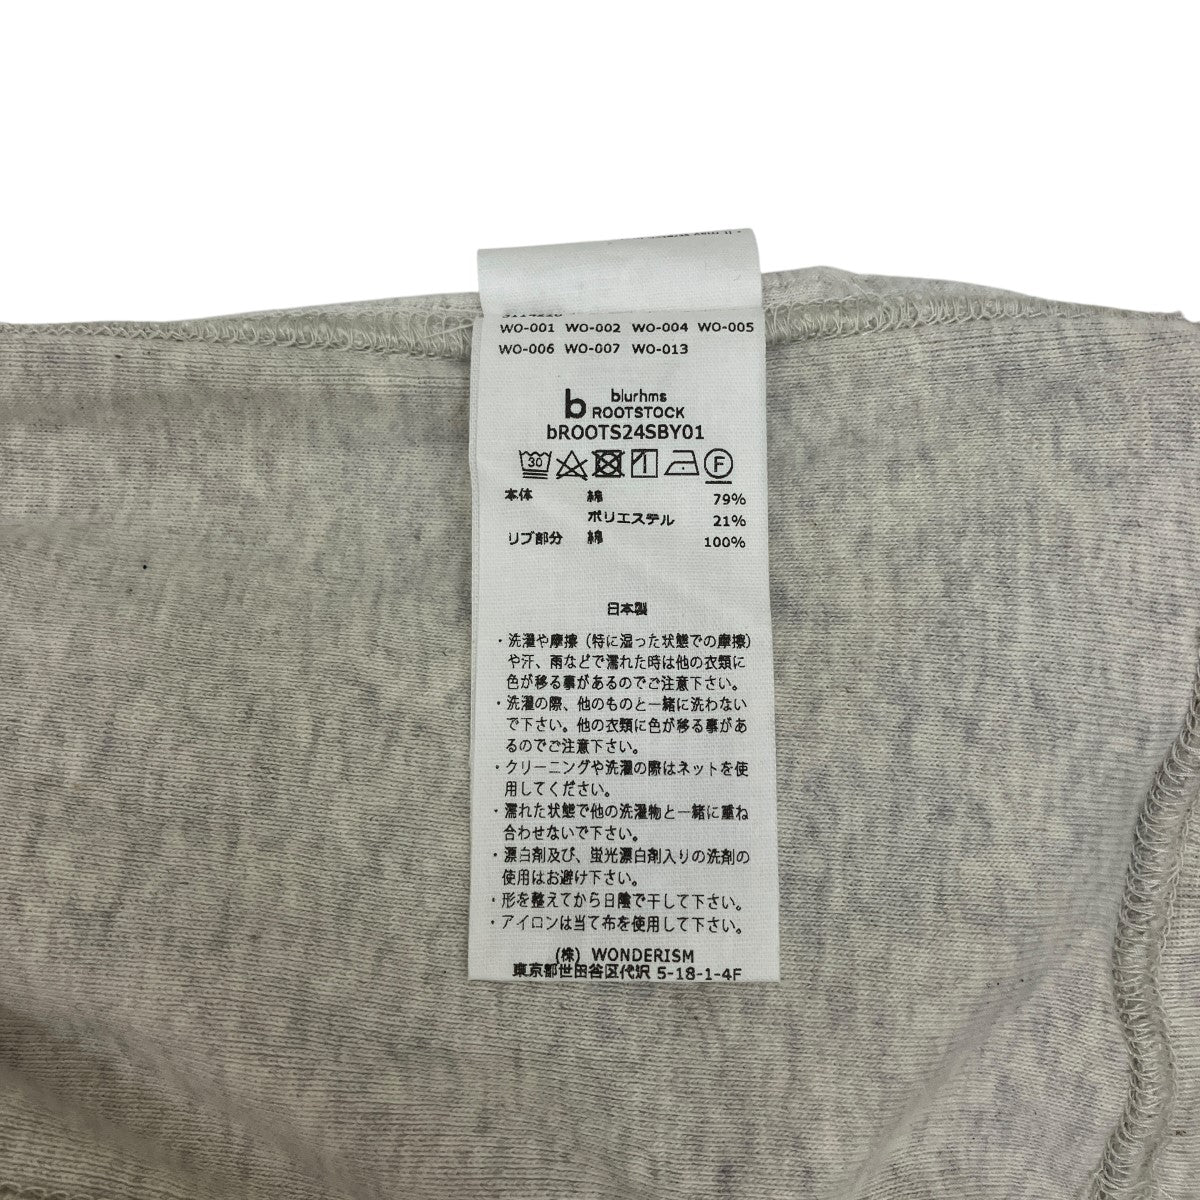 WO-001 WO-002 WO-004 WO-005
WO-006 WO-007 WO-013
b blurhms
ROOTSTOCK
bROOTS24SBY01
30 F
本体 綿 79%
ポリエステル 21%
リブ部分 綿 100%
日本製
・洗濯や摩擦（特に湿った状態での摩擦）
や汗、雨などで濡れた時は他の衣類に
色が移る事があるのでご注意下さい。
・洗濯の際、他のものと一緒に洗わない
で下さい。他の衣類に色が移る事があ
るのでご注意下さい。
・クリーニングや洗濯の際はネットを使
用してください。
・濡れた状態で他の洗濯物と一緒に重ね
合わせないで下さい。
・漂白剤及び、蛍光漂白剤入りの洗剤の
使用はお避け下さい。
・形を整えてから日陰で干して下さい。
・アイロンは当て布を使用して下さい。
(株) WONDERISM
東京都世田谷区代沢 5-18-1-4F